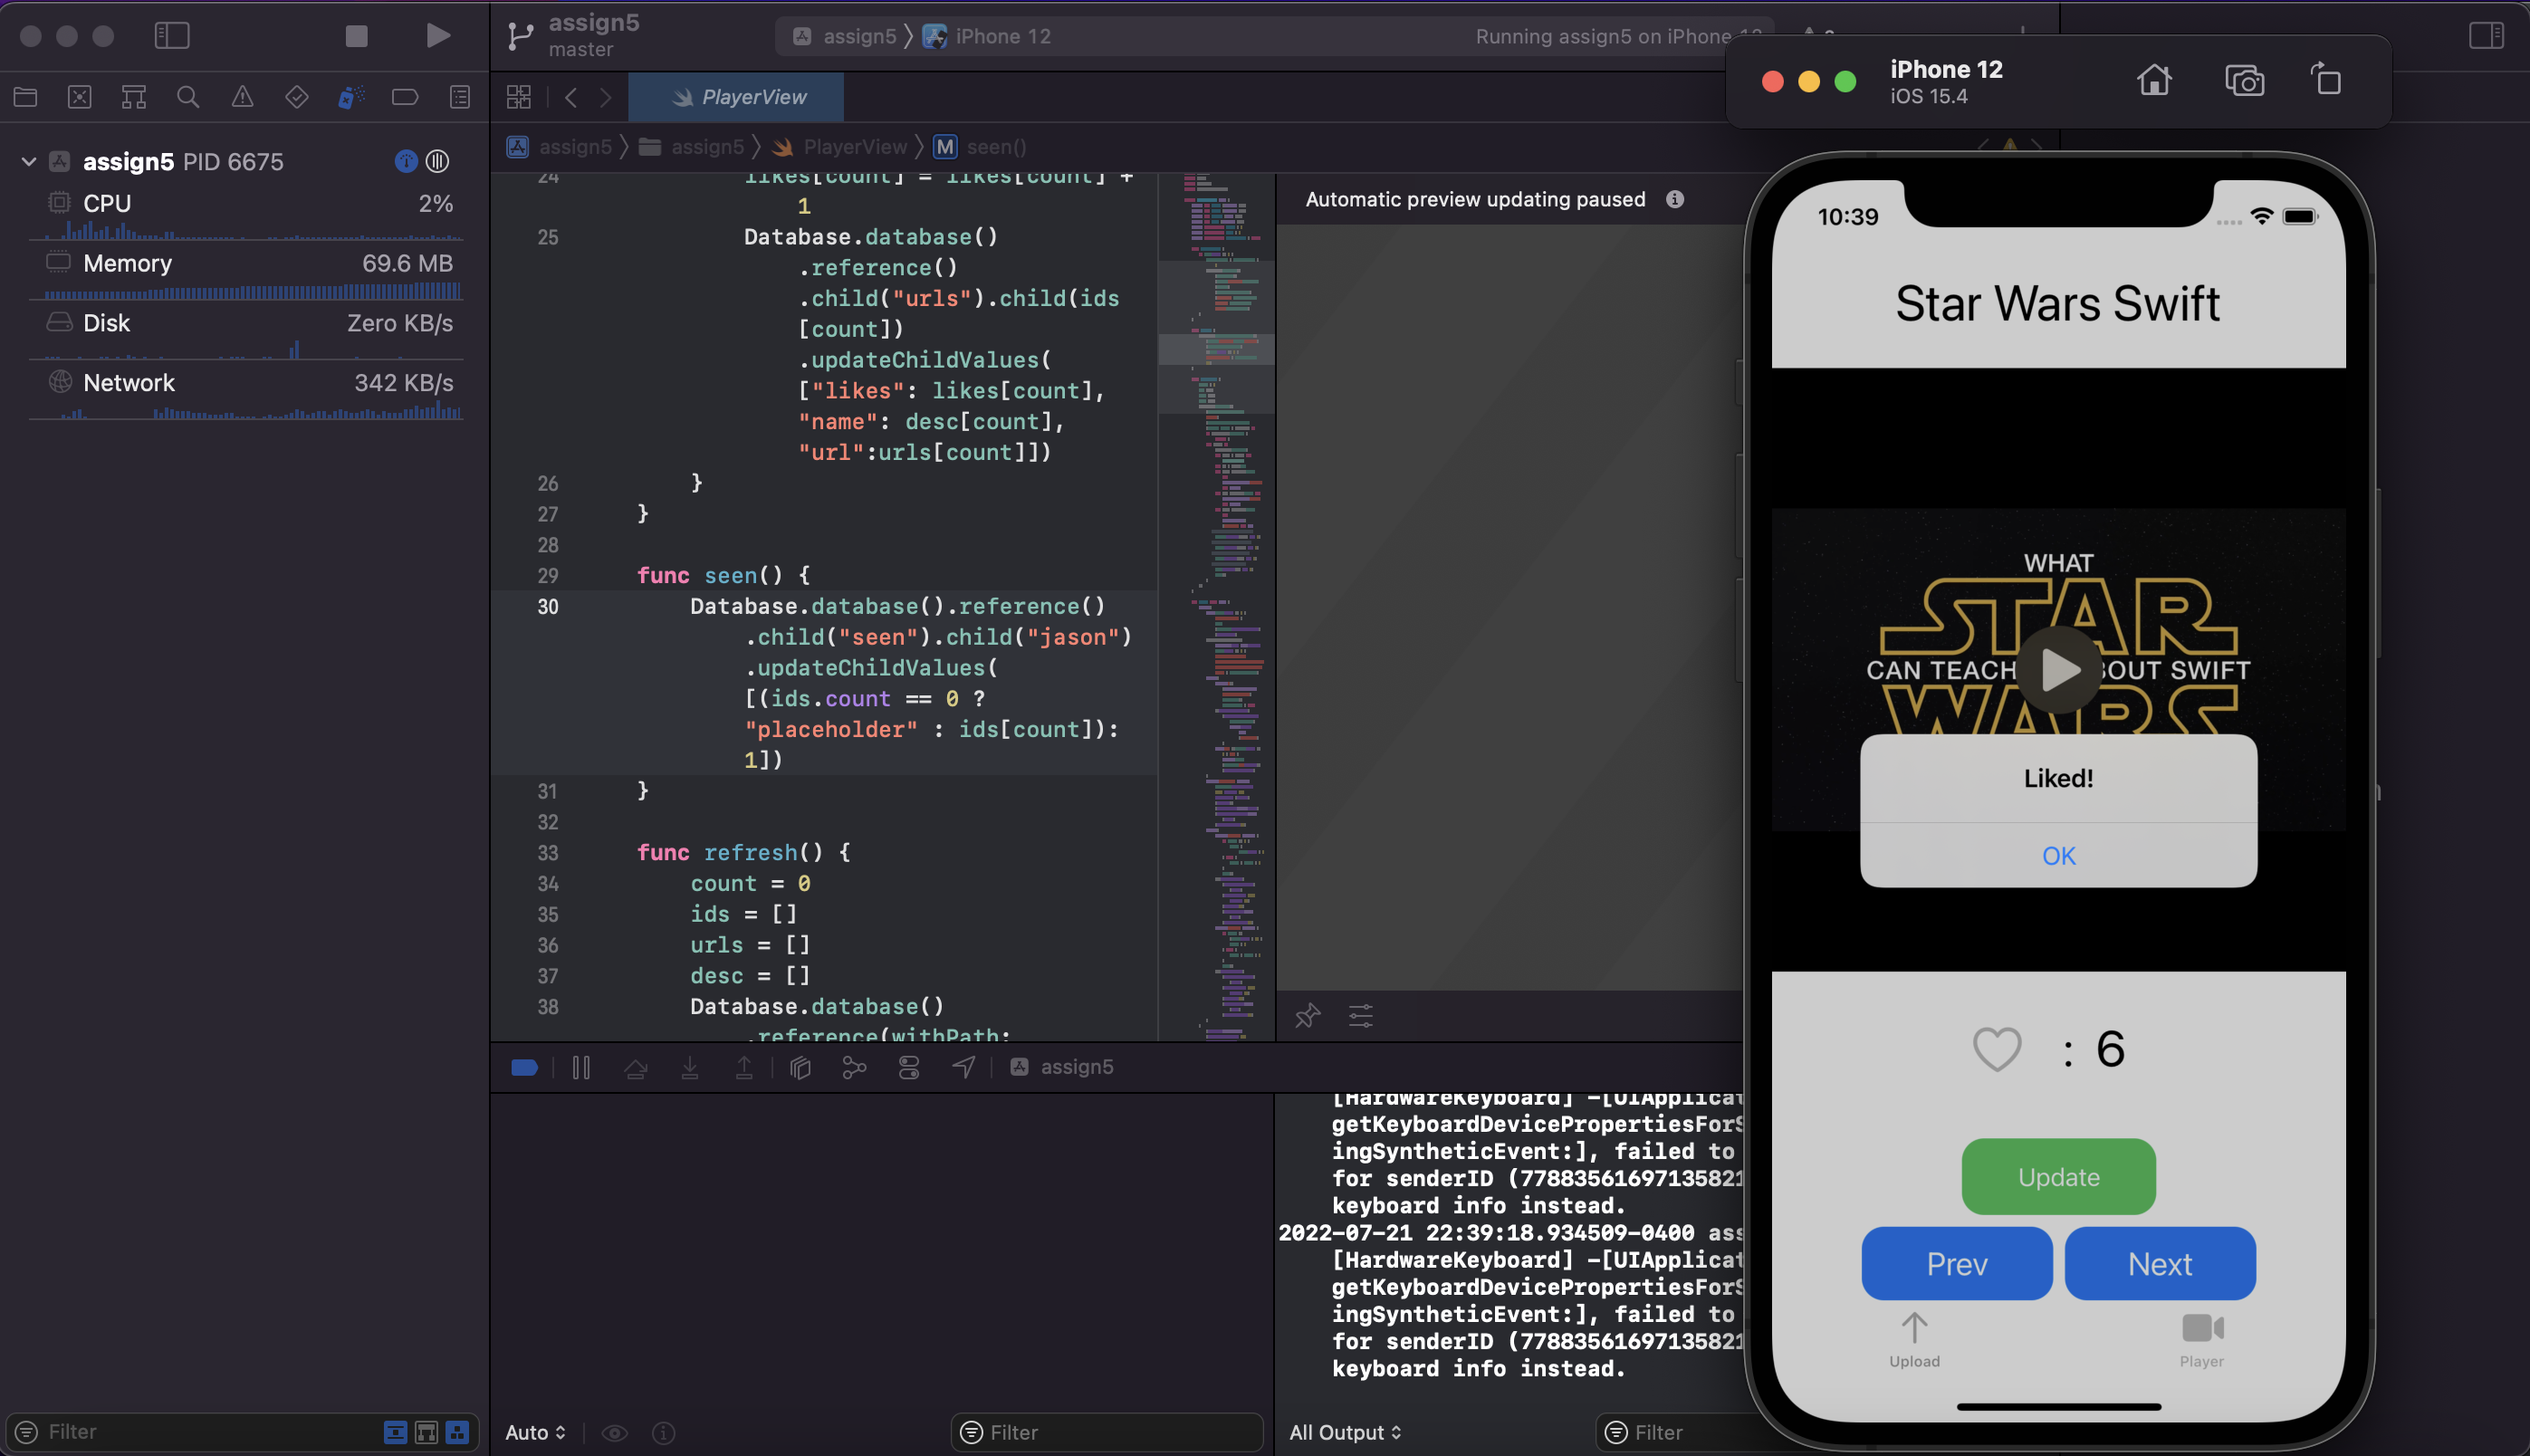 assign5
master
assign5
iPhone 12
Running assign5 on iPhone
PlayerView
assign5
assign5
PlayerView
M
seen()
assign5 PID 6675
CPU
2%
Memory
69.6 MB
Disk
Zero KB/s
Network
342 KB/s
Filter
24 likes[count] = likes[count] +
1
25 Database.database()
.reference()
.child("urls").child(ids
[count])
.updateChildValues(
["likes": likes[count],
"name": desc[count],
"url":urls[count]])
26 }
27 }
28
29 func seen() {
30 Database.database().reference()
.child("seen").child("jason")
.updateChildValues(
[(ids.count == 0 ?
"placeholder" : ids[count]):
1])
31 }
32
33 func refresh() {
34 count = 0
35 ids = []
36 urls = []
37 desc = []
38 Database.database()
.reference(withPath:
Automatic preview updating paused
assign5
Auto
Filter
[HardwareKeyboard] -[UIApplicat
getKeyboardDevicePropertiesForS
ingSyntheticEvent:], failed to
for senderID (77883561697135821
keyboard info instead.
2022-07-21 22:39:18.934509-0400 ass
[HardwareKeyboard] -[UIApplicat
getKeyboardDevicePropertiesForS
ingSyntheticEvent:], failed to
for senderID (77883561697135821
keyboard info instead.
All Output
Filter
iPhone 12
iOS 15.4
10:39
Star Wars Swift
WHAT
STAR
CAN TEACH BOUT SWIFT
WARS
Liked!
OK
: 6
Update
Prev
Next
Upload
Player